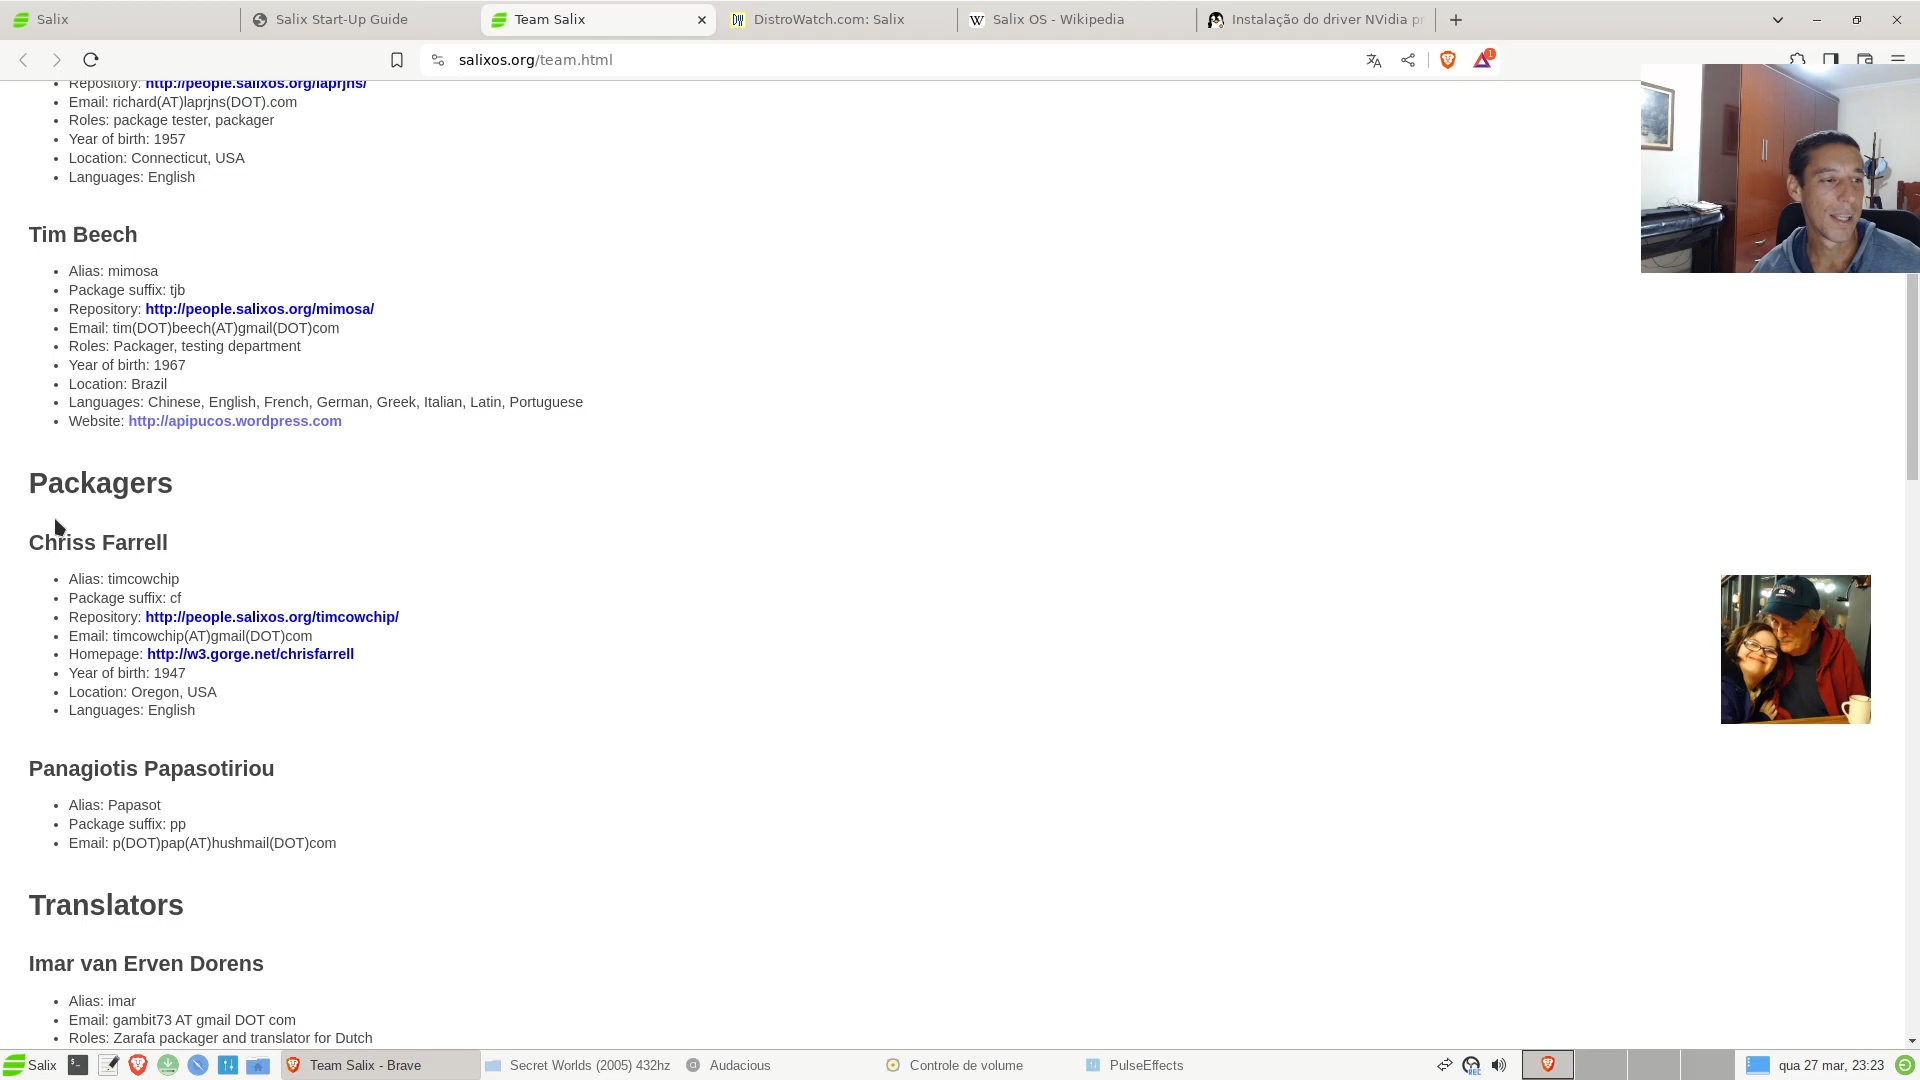 Salix
Salix Start-Up Guide
Team Salix
DistroWatch.com: Salix
Salix OS - Wikipedia
Instalação do driver NVidia pr
salixos.org/team.html
1
Repository: http://people.salixos.org/laprjns/
Email: richard(AT)laprjns(DOT).com
Roles: package tester, packager
Year of birth: 1957
Location: Connecticut, USA
Languages: English
Tim Beech
Alias: mimosa
Package suffix: tjb
Repository: http://people.salixos.org/mimosa/
Email: tim(DOT)beech(AT)gmail(DOT)com
Roles: Packager, testing department
Year of birth: 1967
Location: Brazil
Languages: Chinese, English, French, German, Greek, Italian, Latin, Portuguese
Website: http://apipucos.wordpress.com
Packagers
Chriss Farrell
Alias: timcowchip
Package suffix: cf
Repository: http://people.salixos.org/timcowchip/
Email: timcowchip(AT)gmail(DOT)com
Homepage: http://w3.gorge.net/chrisfarrell
Year of birth: 1947
Location: Oregon, USA
Languages: English
Panagiotis Papasotiriou
Alias: Papasot
Package suffix: pp
Email: p(DOT)pap(AT)hushmail(DOT)com
Translators
Imar van Erven Dorens
Alias: imar
Email: gambit73 AT gmail DOT com
Roles: Zarafa packager and translator for Dutch
Salix
Team Salix - Brave
Secret Worlds (2005) 432hz
Audacious
Controle de volume
PulseEffects
REC
qua 27 mar, 23:23